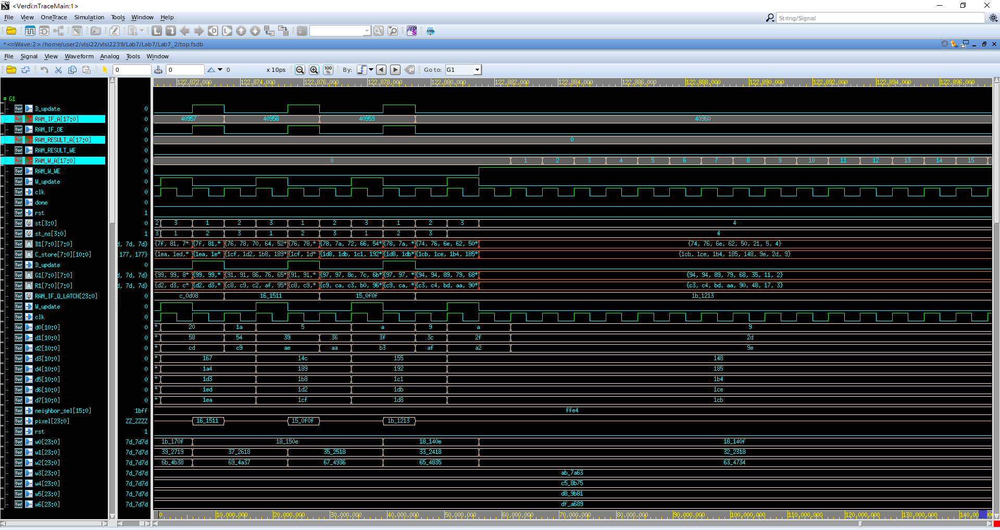 <Verdi:nTraceMain:1>
File View OneTrace Simulation Tools Window Help
String/Signal
*<nWave:2> /home/user2/vlsi22/vlsi2239/Lab7/Lab7/Lab7_2/top.fsdb
File Signal View Waveform Analog Tools Window
0 0 0 x 10ps 100% By: Go to: G1
122,872,000 122,874,000 122,876,000 122,878,000 122,880,000 122,882,000 122,884,000 122,886,000 122,888,000 122,890,000 122,892,000 122,894,000 122,896,000
G1
D_update 0
RAM_IF_A[17:0] 0 40957 40958 40959 40960
RAM_IF_OE 0
RAM_RESULT_A[17:0] 0 0
RAM_RESULT_WE 0
RAM_W_A[17:0] 0 0 1 2 3 4 5 6 7 8 9 10 11 12 13 14 15
RAM_W_WE 0
W_update 0
clk 0
done 0
rst 1
st[3:0] 0 2 3 1 2 3 1 2 3 1 2 3 4
st_ns[3:0] 1 3 1 2 3 1 2 3 1 2 3 4
B1[7:0][7:0] d, 7d, 7d} {7f, 81, 7* {7f, 81,* {76, 78, 70, 64, 52* {76, 78,* {78, 7a, 72, 66, 54* {78, 7a, * {74, 76, 6e, 62, 50* {74, 76, 6e, 62, 50, 21, 5, 4}
C_store[7:0][10:0] 177, 177} {1ea, 1ed,* {1ea, 1e* {1cf, 1d2, 1b8, 189* {1cf, 1d* {1d8, 1db, 1c1, 192* {1d8, 1db* {1cb, 1ce, 1b4, 185* {1cb, 1ce, 1b4, 185, 148, 9e, 2d, 9}
D_update 0
G1[7:0][7:0] d, 7d, 7d} {99, 99, 8* {99, 99,* {91, 91, 86, 76, 65* {91, 91,* {97, 97, 8c, 7c, 6b* {97, 97, * {94, 94, 89, 79, 68* {94, 94, 89, 79, 68, 35, 11, 2}
R1[7:0][7:0] d, 7d, 7d} {d2, d3, c* {d2, d3,* {c8, c9, c2, af, 95* {c8, c9,* {c9, ca, c3, b0, 96* {c9, ca, * {c3, c4, bd, aa, 90* {c3, c4, bd, aa, 90, 48, 17, 3}
RAM_IF_Q_LATCH[23:0] 0 c_0d08 16_1511 15_0f0f 1b_1213
W_update 0
clk 0
d0[10:0] 0 * 20 1a 5 a 9 a 9
d1[10:0] 0 * 58 54 39 36 3f 3c 2f 2d
d2[10:0] 0 * cd c9 ae aa b3 af a2 9e
d3[10:0] 0 * 167 14c 155 148
d4[10:0] 0 * 1a4 189 192 185
d5[10:0] 0 * 1d3 1b8 1c1 1b4
d6[10:0] 0 * 1ed 1d2 1db 1ce
d7[10:0] 0 * 1ea 1cf 1d8 1cb
neighbor_sel[15:0] 1bff ffe4
pixel[23:0] ZZ_ZZZZ 16_1511 15_0f0f 1b_1213
rst 1
w0[23:0] 7d_7d7d 1b_170f 18_150e 18_140e 18_140f
w1[23:0] 7d_7d7d 39_2719 37_2618 35_2518 33_2418 32_2318
w2[23:0] 7d_7d7d 6b_4b38 69_4a37 67_4936 65_4835 63_4734
w3[23:0] 7d_7d7d ab_7a63
w4[23:0] 7d_7d7d c5_8b75
w5[23:0] 7d_7d7d d8_9b81
w6[23:0] 7d_7d7d df_a689
0 10,000,000 20,000,000 30,000,000 40,000,000 50,000,000 60,000,000 70,000,000 80,000,000 90,000,000 100,000,000 110,000,000 120,000,000 130,000,000